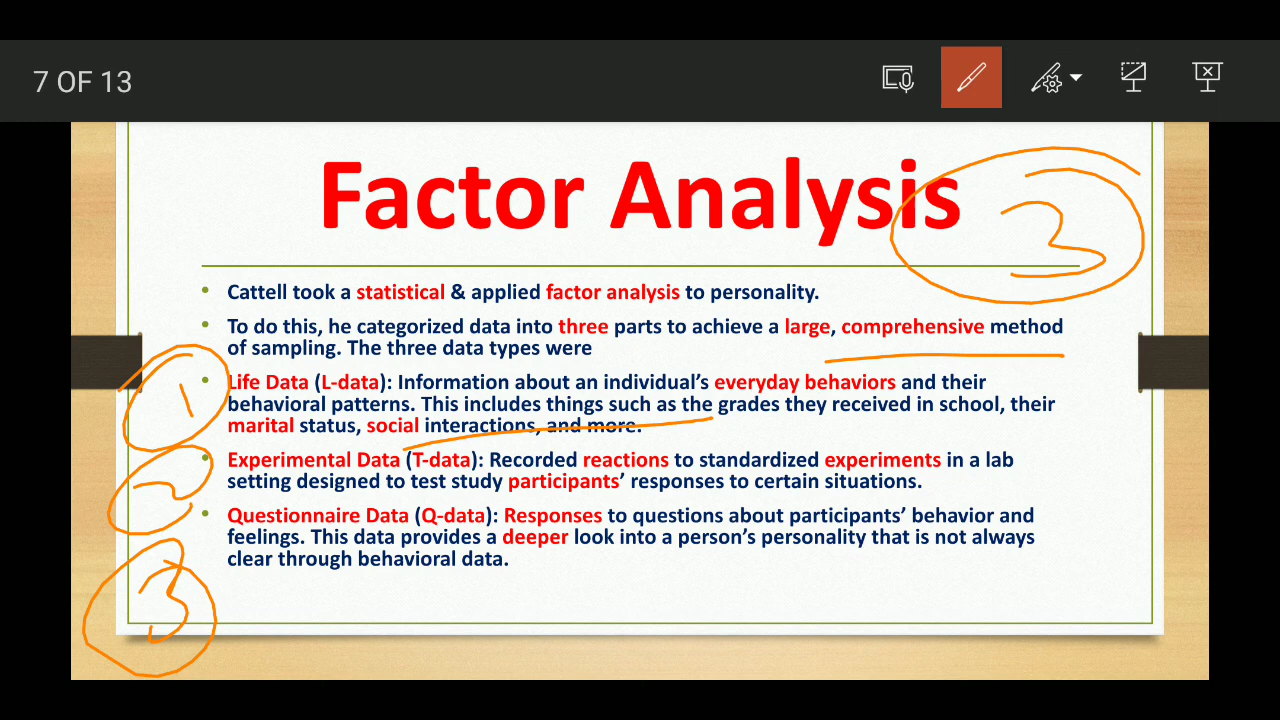 7 OF 13
Factor Analysis
3
• Cattell took a statistical & applied factor analysis to personality.
• To do this, he categorized data into three parts to achieve a large, comprehensive method
of sampling. The three data types were
1
• Life Data (L-data): Information about an individual's everyday behaviors and their
behavioral patterns. This includes things such as the grades they received in school, their
marital status, social interactions, and more.
2
• Experimental Data (T-data): Recorded reactions to standardized experiments in a lab
setting designed to test study participants' responses to certain situations.
3
• Questionnaire Data (Q-data): Responses to questions about participants' behavior and
feelings. This data provides a deeper look into a person's personality that is not always
clear through behavioral data.